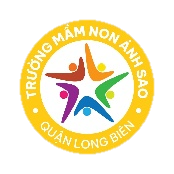 TRƯỜNG MẦM NON ÁNH SAO
QUẬN LONG BIÊN